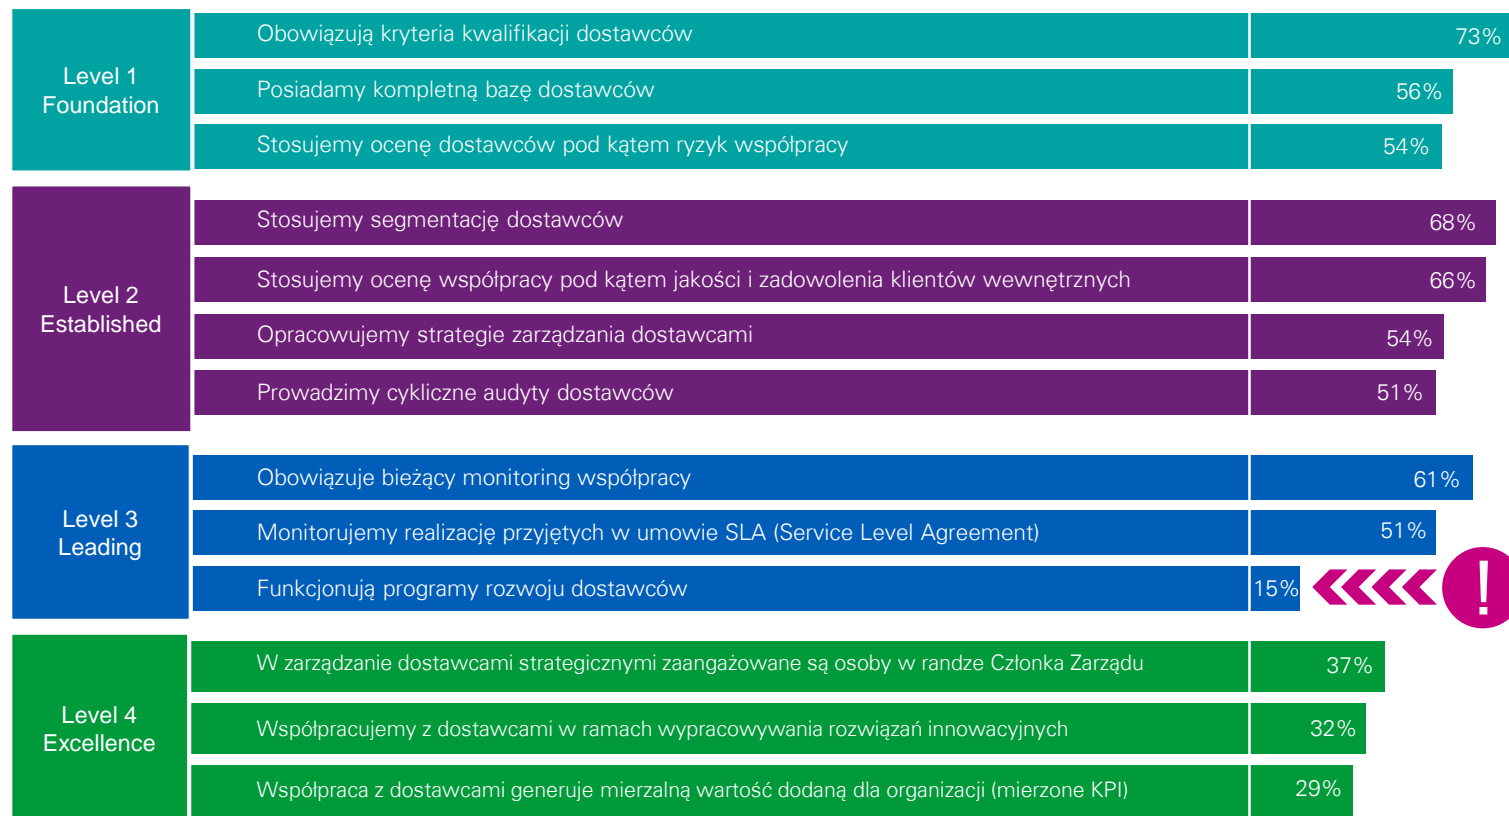 Level 1
Foundation
Obowiązują kryteria kwalifikacji dostawców 73%
Posiadamy kompletną bazę dostawców 56%
Stosujemy ocenę dostawców pod kątem ryzyk współpracy 54%
Level 2
Established
Stosujemy segmentację dostawców 68%
Stosujemy ocenę współpracy pod kątem jakości i zadowolenia klientów wewnętrznych 66%
Opracowujemy strategie zarządzania dostawcami 54%
Prowadzimy cykliczne audyty dostawców 51%
Level 3
Leading
Obowiązuje bieżący monitoring współpracy 61%
Monitorujemy realizację przyjętych w umowie SLA (Service Level Agreement) 51%
Funkcjonują programy rozwoju dostawców 15% !
Level 4
Excellence
W zarządzanie dostawcami strategicznymi zaangażowane są osoby w randze Członka Zarządu 37%
Współpracujemy z dostawcami w ramach wypracowywania rozwiązań innowacyjnych 32%
Współpraca z dostawcami generuje mierzalną wartość dodaną dla organizacji (mierzone KPI) 29%